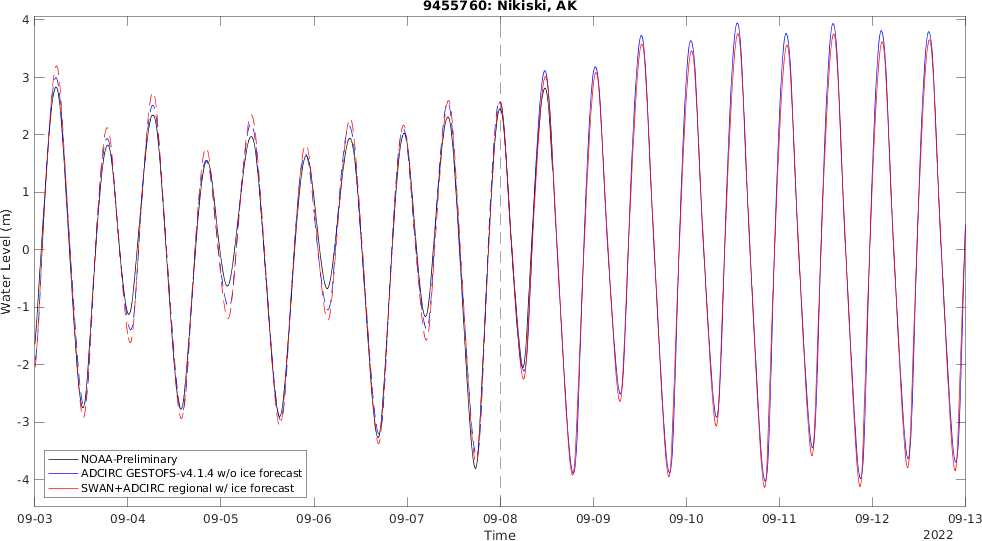 9455760: Nikiski, AK
4
3
2
1
0
-1
-2
-3
-4
Water Level (m)
NOAA-Preliminary
ADCIRC GESTOFS-v4.1.4 w/o ice forecast
SWAN+ADCIRC regional w/ ice forecast
09-03 09-04 09-05 09-06 09-07 09-08 09-09 09-10 09-11 09-12 09-13
Time
2022